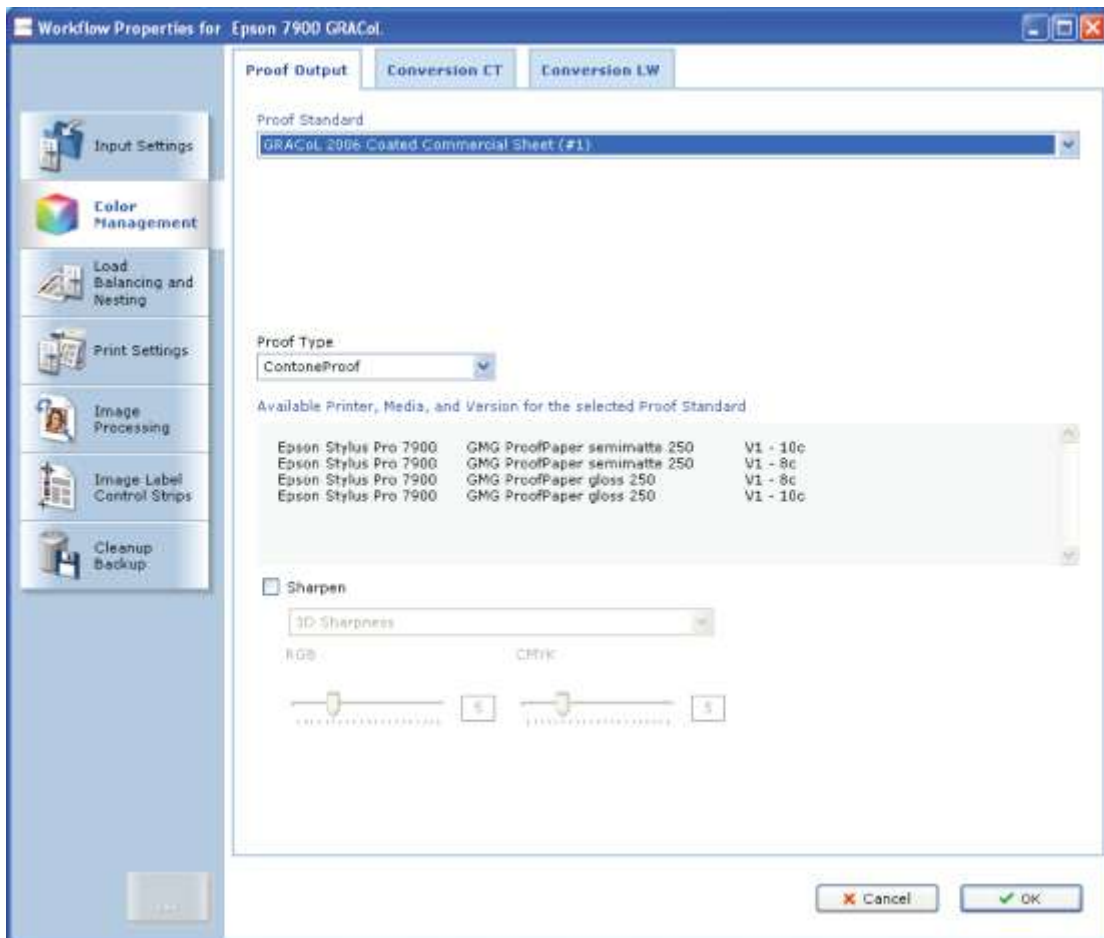 Workflow Properties for Epson 7900 GRACoL
Input Settings
Color
Management
Load
Balancing and
Nesting
Print Settings
Image
Processing
Image Label
Control Strips
Cleanup
Backup
...
Proof Output
Conversion CT
Conversion LW
Proof Standard
GRACoL 2006 Coated Commercial Sheet (#1)
Proof Type
ContoneProof
Available Printer, Media, and Version for the selected Proof Standard
Epson Stylus Pro 7900 GMG ProofPaper semimatte 250 V1 - 10c
Epson Stylus Pro 7900 GMG ProofPaper semimatte 250 V1 - 8c
Epson Stylus Pro 7900 GMG ProofPaper gloss 250 V1 - 8c
Epson Stylus Pro 7900 GMG ProofPaper gloss 250 V1 - 10c
Sharpen
3D Sharpness
RGB CMYK
5 5
Cancel OK